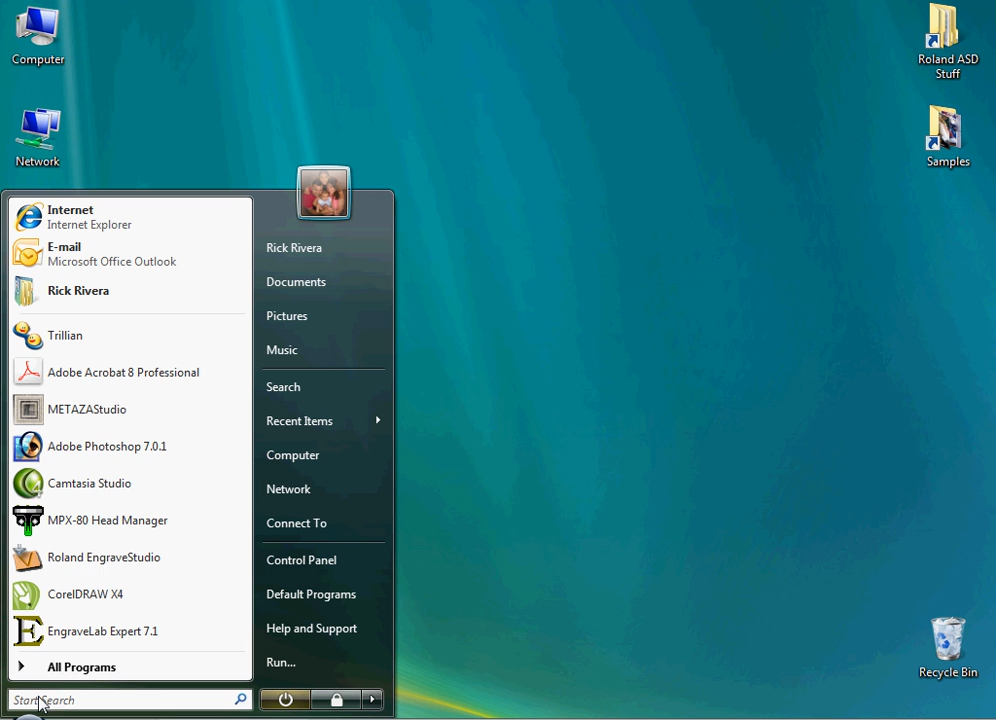 Computer
Network
Roland ASD
Stuff
Samples
Internet
Internet Explorer
E-mail
Microsoft Office Outlook
Rick Rivera
Trillian
Adobe Acrobat 8 Professional
METAZAStudio
Adobe Photoshop 7.0.1
Camtasia Studio
MPX-80 Head Manager
Roland EngraveStudio
CorelDRAW X4
EngraveLab Expert 7.1
All Programs
Start Search
Rick Rivera
Documents
Pictures
Music
Search
Recent Items
Computer
Network
Connect To
Control Panel
Default Programs
Help and Support
Run...
Recycle Bin